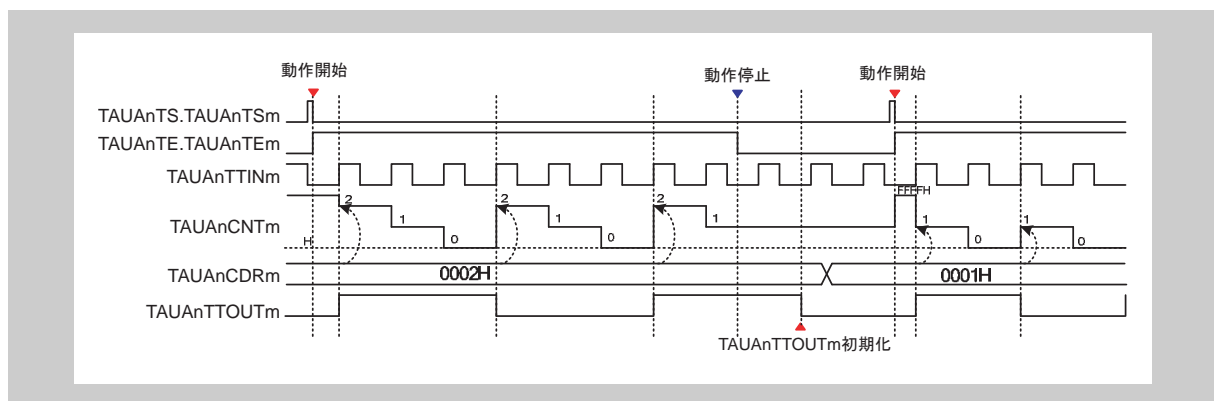 動作開始 動作停止 動作開始
TAUAnTS.TAUAnTSm
TAUAnTE.TAUAnTEm
TAUAnTTINm
FFFFH
TAUAnCNTm
2 1 0 2 1 0 2 1 1 0 1 0
H
TAUAnCDRm
0002H 0001H
TAUAnTTOUTm
TAUAnTTOUTm初期化